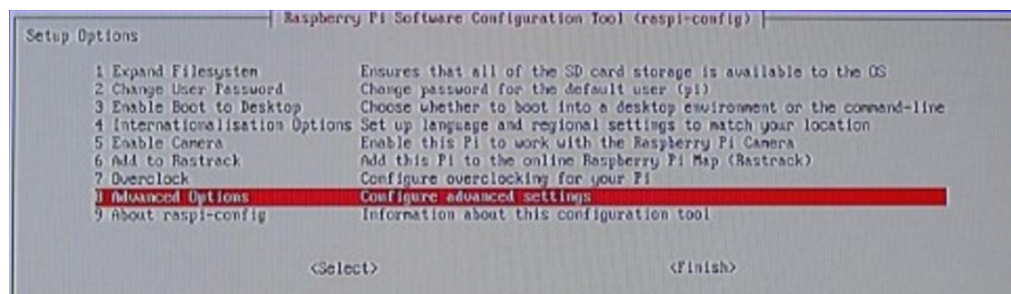 Raspberry Pi Software Configuration Tool (raspi-config)
Setup Options
1 Expand Filesystem Ensures that all of the SD card storage is available to the OS
2 Change User Password Change password for the default user (pi)
3 Enable Boot to Desktop Choose whether to boot into a desktop environment or the command-line
4 Internationalisation Options Set up language and regional settings to match your location
5 Enable Camera Enable this Pi to work with the Raspberry Pi Camera
6 Add to Rastrack Add this Pi to the online Raspberry Pi Map (Rastrack)
7 Overclock Configure overclocking for your Pi
8 Advanced Options Configure advanced settings
9 About raspi-config Information about this configuration tool
<Select> <Finish>